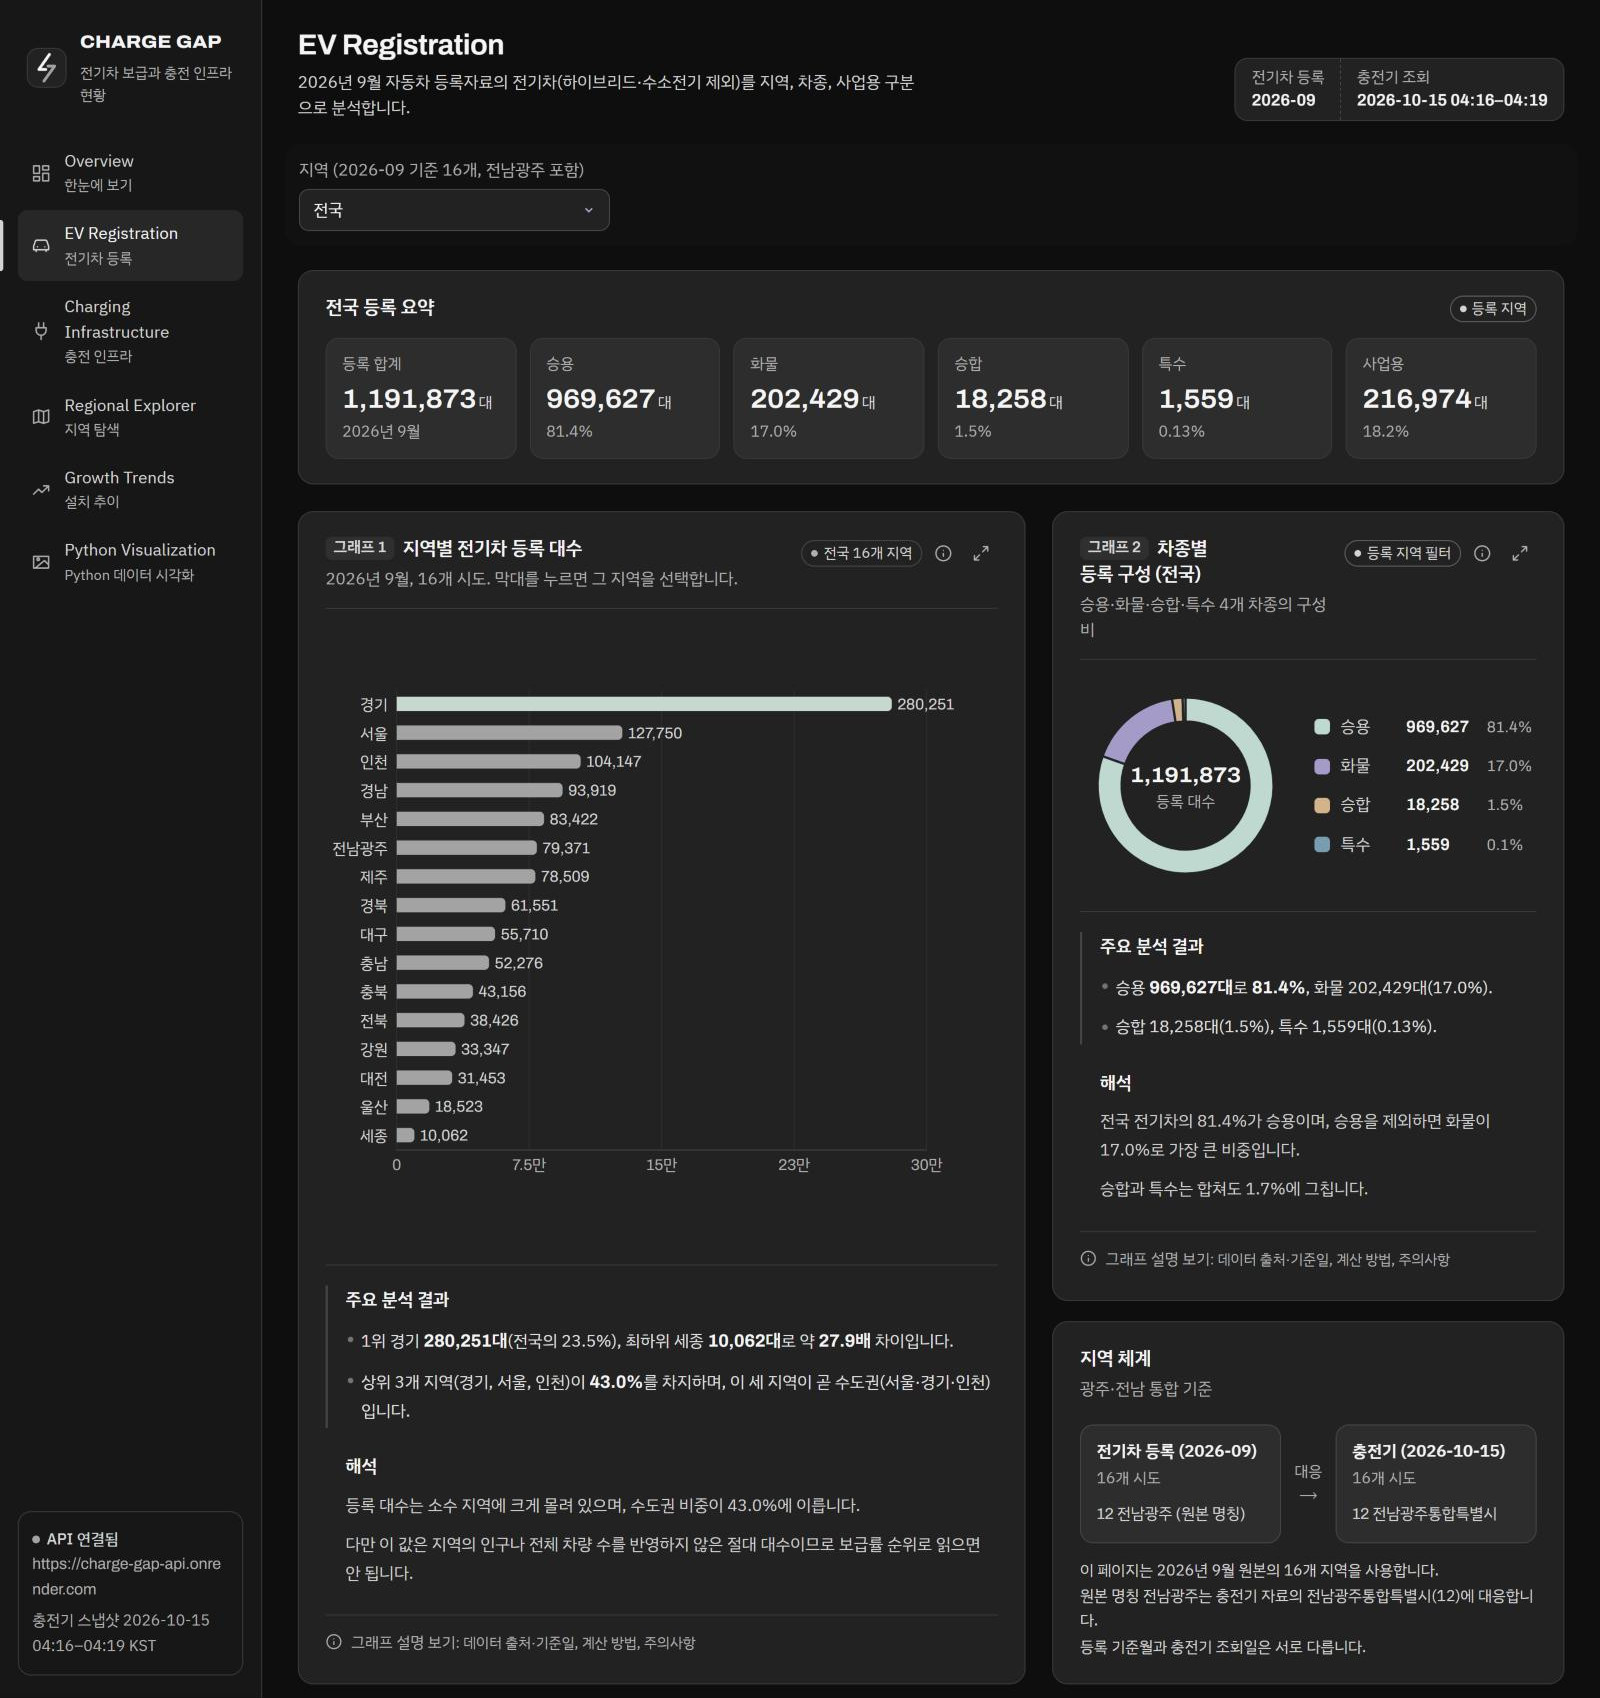 CHARGE GAP
전기차 보급과 충전 인프라
현황
Overview
한눈에 보기
EV Registration
전기차 등록
Charging
Infrastructure
충전 인프라
Regional Explorer
지역 탐색
Growth Trends
설치 추이
Python Visualization
Python 데이터 시각화
API 연결됨
https://charge-gap-api.onre
nder.com
충전기 스냅샷 2026-10-15
04:16–04:19 KST
EV Registration
2026년 9월 자동차 등록자료의 전기차(하이브리드·수소전기 제외)를 지역, 차종, 사업용 구분
으로 분석합니다.
전기차 등록
2026-09
충전기 조회
2026-10-15 04:16–04:19
지역 (2026-09 기준 16개, 전남광주 포함)
전국
전국 등록 요약
등록 지역
등록 합계
1,191,873 대
2026년 9월
승용
969,627 대
81.4%
화물
202,429 대
17.0%
승합
18,258 대
1.5%
특수
1,559 대
0.13%
사업용
216,974 대
18.2%
그래프 1 지역별 전기차 등록 대수
전국 16개 지역
2026년 9월, 16개 시도. 막대를 누르면 그 지역을 선택합니다.
경기 280,251
서울 127,750
인천 104,147
경남 93,919
부산 83,422
전남광주 79,371
제주 78,509
경북 61,551
대구 55,710
충남 52,276
충북 43,156
전북 38,426
강원 33,347
대전 31,453
울산 18,523
세종 10,062
0 7.5만 15만 23만 30만
주요 분석 결과
1위 경기 280,251대(전국의 23.5%), 최하위 세종 10,062대로 약 27.9배 차이입니다.
상위 3개 지역(경기, 서울, 인천)이 43.0%를 차지하며, 이 세 지역이 곧 수도권(서울·경기·인천)
입니다.
해석
등록 대수는 소수 지역에 크게 몰려 있으며, 수도권 비중이 43.0%에 이릅니다.
다만 이 값은 지역의 인구나 전체 차량 수를 반영하지 않은 절대 대수이므로 보급률 순위로 읽으면
안 됩니다.
그래프 설명 보기: 데이터 출처·기준일, 계산 방법, 주의사항
그래프 2 차종별
등록 구성 (전국)
등록 지역 필터
승용·화물·승합·특수 4개 차종의 구성
비
1,191,873
등록 대수
승용 969,627 81.4%
화물 202,429 17.0%
승합 18,258 1.5%
특수 1,559 0.1%
주요 분석 결과
승용 969,627대로 81.4%, 화물 202,429대(17.0%).
승합 18,258대(1.5%), 특수 1,559대(0.13%).
해석
전국 전기차의 81.4%가 승용이며, 승용을 제외하면 화물이
17.0%로 가장 큰 비중입니다.
승합과 특수는 합쳐도 1.7%에 그칩니다.
그래프 설명 보기: 데이터 출처·기준일, 계산 방법, 주의사항
지역 체계
광주·전남 통합 기준
전기차 등록 (2026-09)
16개 시도
12 전남광주 (원본 명칭)
대응
→
충전기 (2026-10-15)
16개 시도
12 전남광주통합특별시
이 페이지는 2026년 9월 원본의 16개 지역을 사용합니다.
원본 명칭 전남광주는 충전기 자료의 전남광주통합특별시(12)에 대응합니
다.
등록 기준월과 충전기 조회일은 서로 다릅니다.